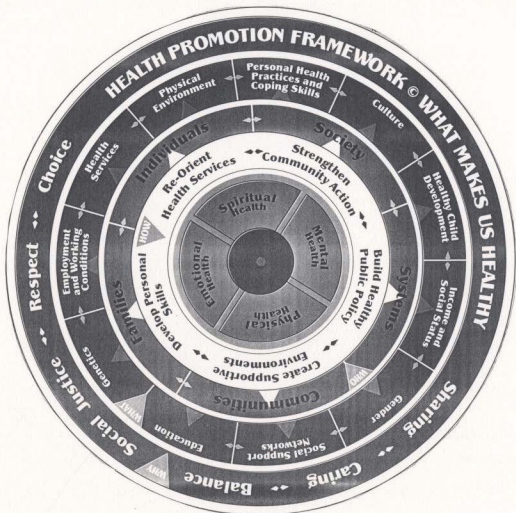 HEALTH PROMOTION FRAMEWORK © WHAT MAKES US HEALTHY
Sharing
Caring
Balance
Social Justice
Respect
Choice
WHY
Personal Health
Practices and
Coping Skills
Culture
Healthy Child
Development
Income and
Social Status
Gender
Social Support
Networks
Education
WHAT
Genetics
Employment
and Working
Conditions
Health
Services
Physical
Environment
Individuals
Society
Systems
WHO
Communities
Families
Re-Orient
Health Services
Strengthen
Community Action
Build Healthy
Public Policy
Create Supportive
Environments
Develop Personal
Skills
HOW
Spiritual
Health
Mental
Health
Physical
Health
Emotional
Health